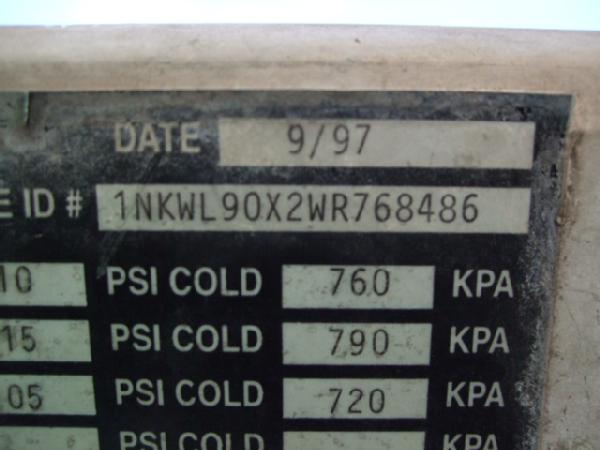 DATE 9/97
E ID # 1NKWL90X2WR768486
10 PSI COLD 760 KPA
15 PSI COLD 790 KPA
05 PSI COLD 720 KPA
PSI COLD KPA